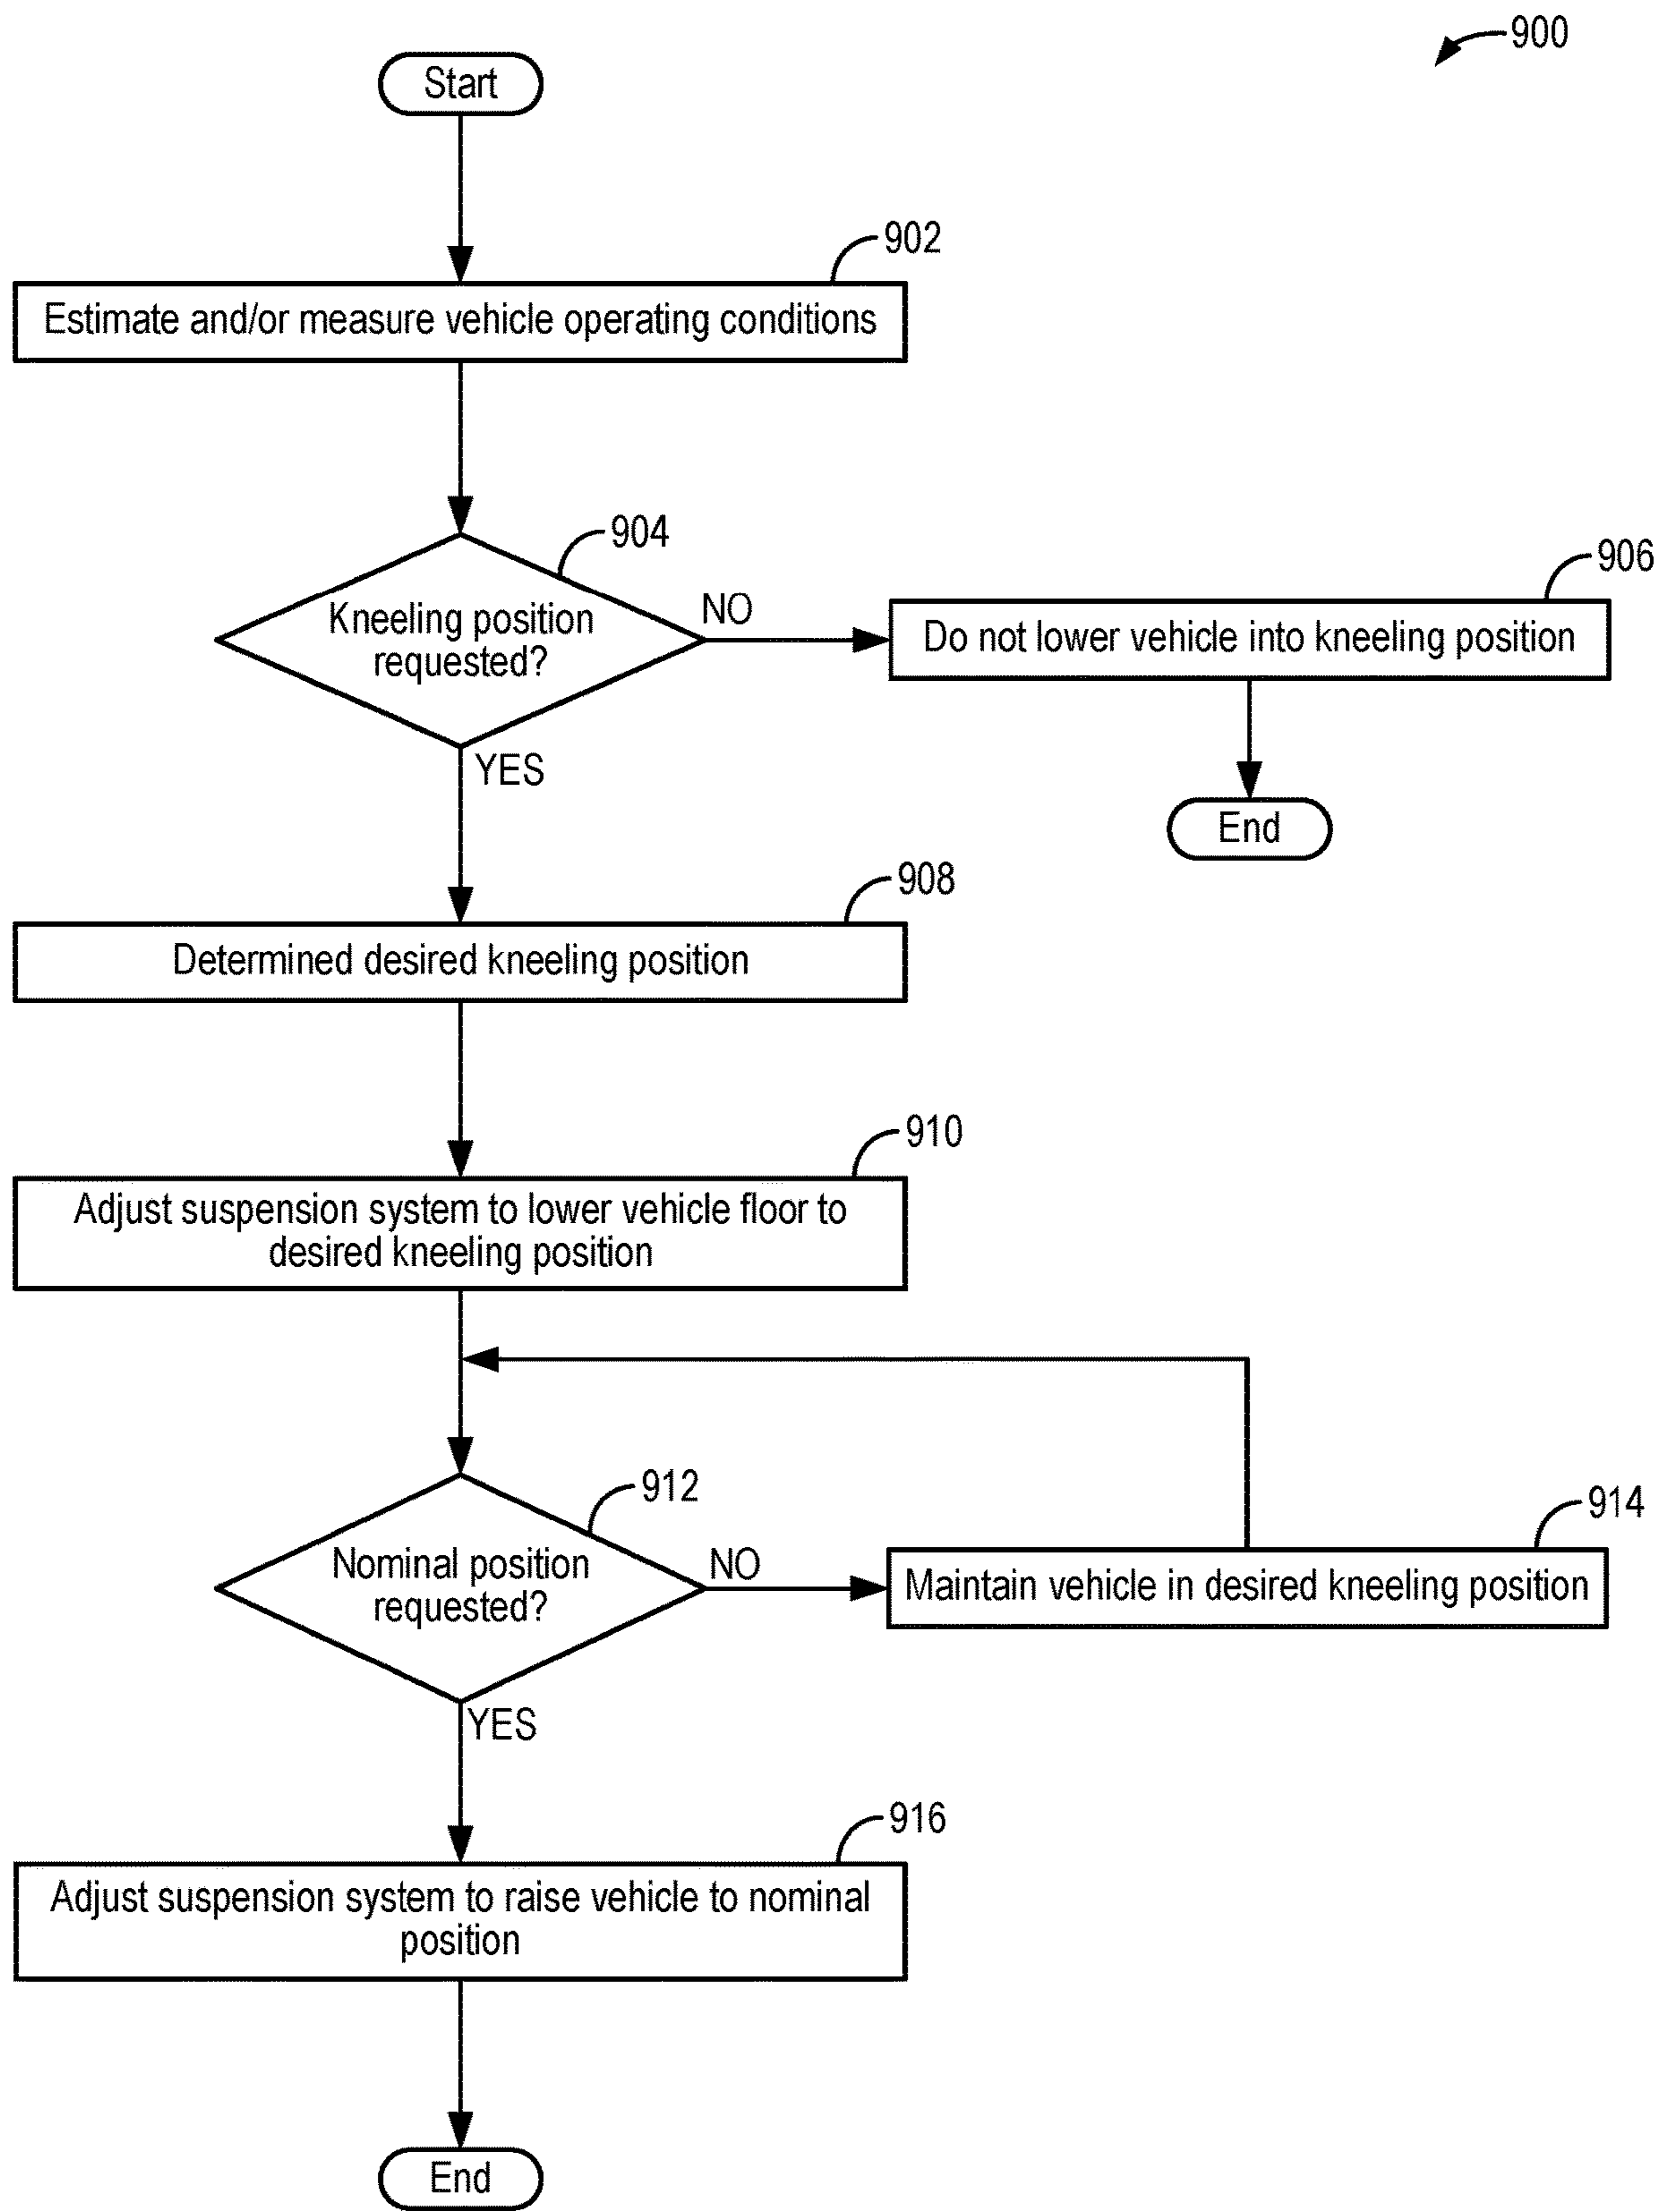 900
Start
902
Estimate and/or measure vehicle operating conditions
904
Kneeling position
requested?
NO
906
Do not lower vehicle into kneeling position
YES
End
908
Determined desired kneeling position
910
Adjust suspension system to lower vehicle floor to
desired kneeling position
912
Nominal position
requested?
NO
914
Maintain vehicle in desired kneeling position
YES
916
Adjust suspension system to raise vehicle to nominal
position
End